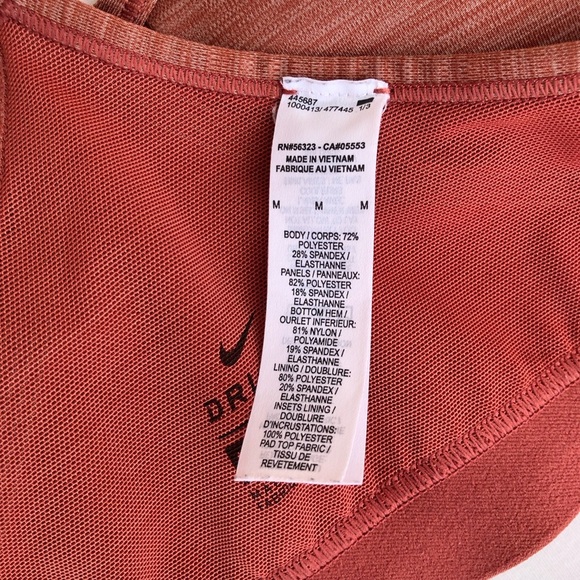 445687
1000413/ 477445 1/3
RN#56323 - CA#05553
MADE IN VIETNAM
FABRIQUE AU VIETNAM
M M M
BODY / CORPS: 72%
POLYESTER
28% SPANDEX /
ELASTHANNE
PANELS / PANNEAUX:
82% POLYESTER
18% SPANDEX /
ELASTHANNE
BOTTOM HEM /
OURLET INFERIEUR:
81% NYLON /
POLYAMIDE
19% SPANDEX /
ELASTHANNE
LINING / DOUBLURE:
80% POLYESTER
20% SPANDEX /
ELASTHANNE
INSETS LINING /
DOUBLURE
D'INCRUSTATIONS:
100% POLYESTER
PAD TOP FABRIC /
TISSU DE
REVETEMENT